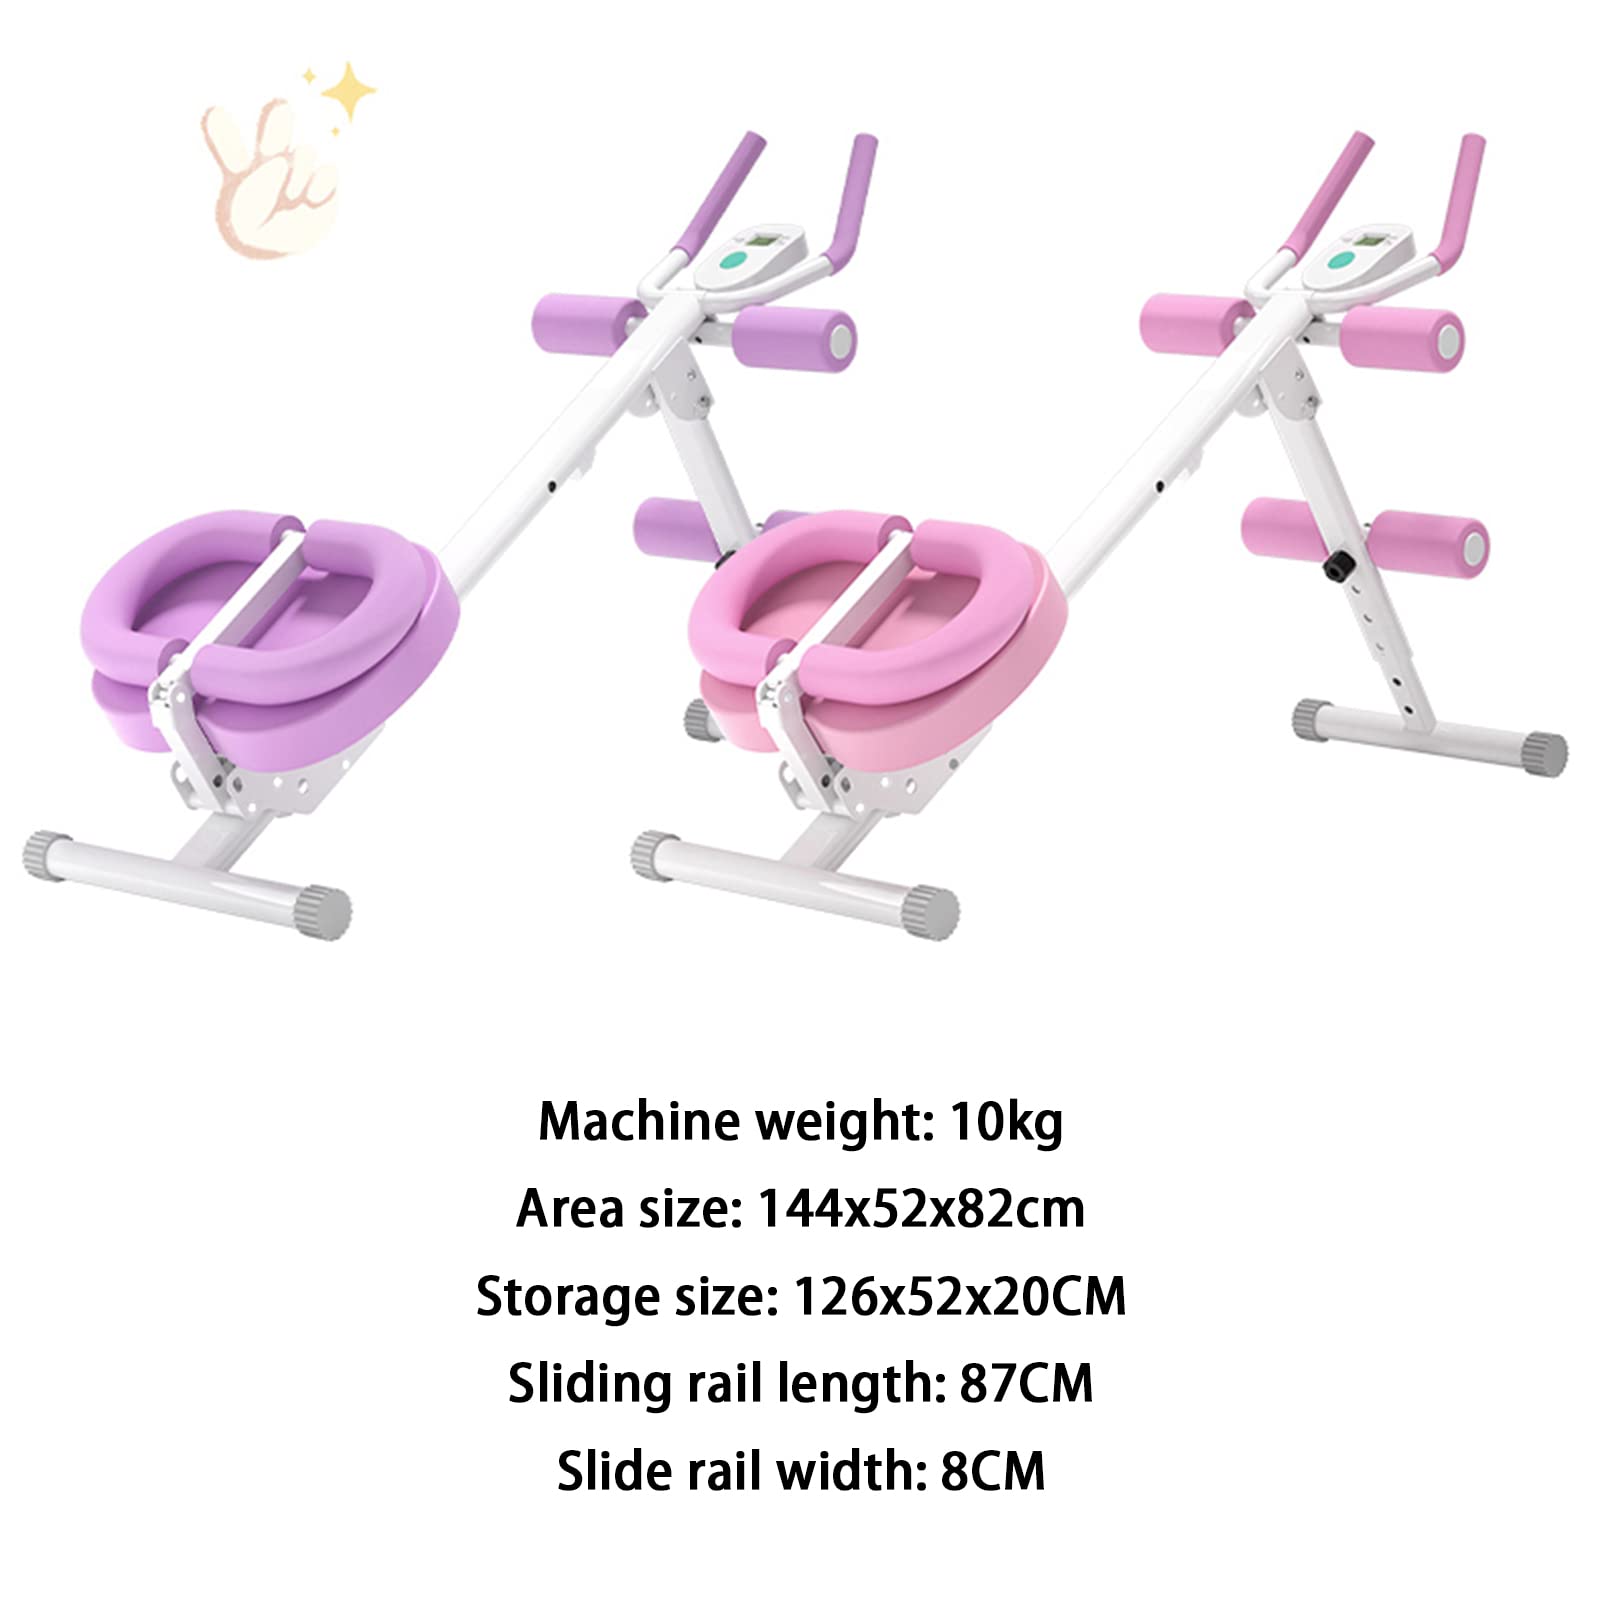 Machine weight: 10kg
Area size: 144x52x82cm
Storage size: 126x52x20CM
Sliding rail length: 87CM
Slide rail width: 8CM